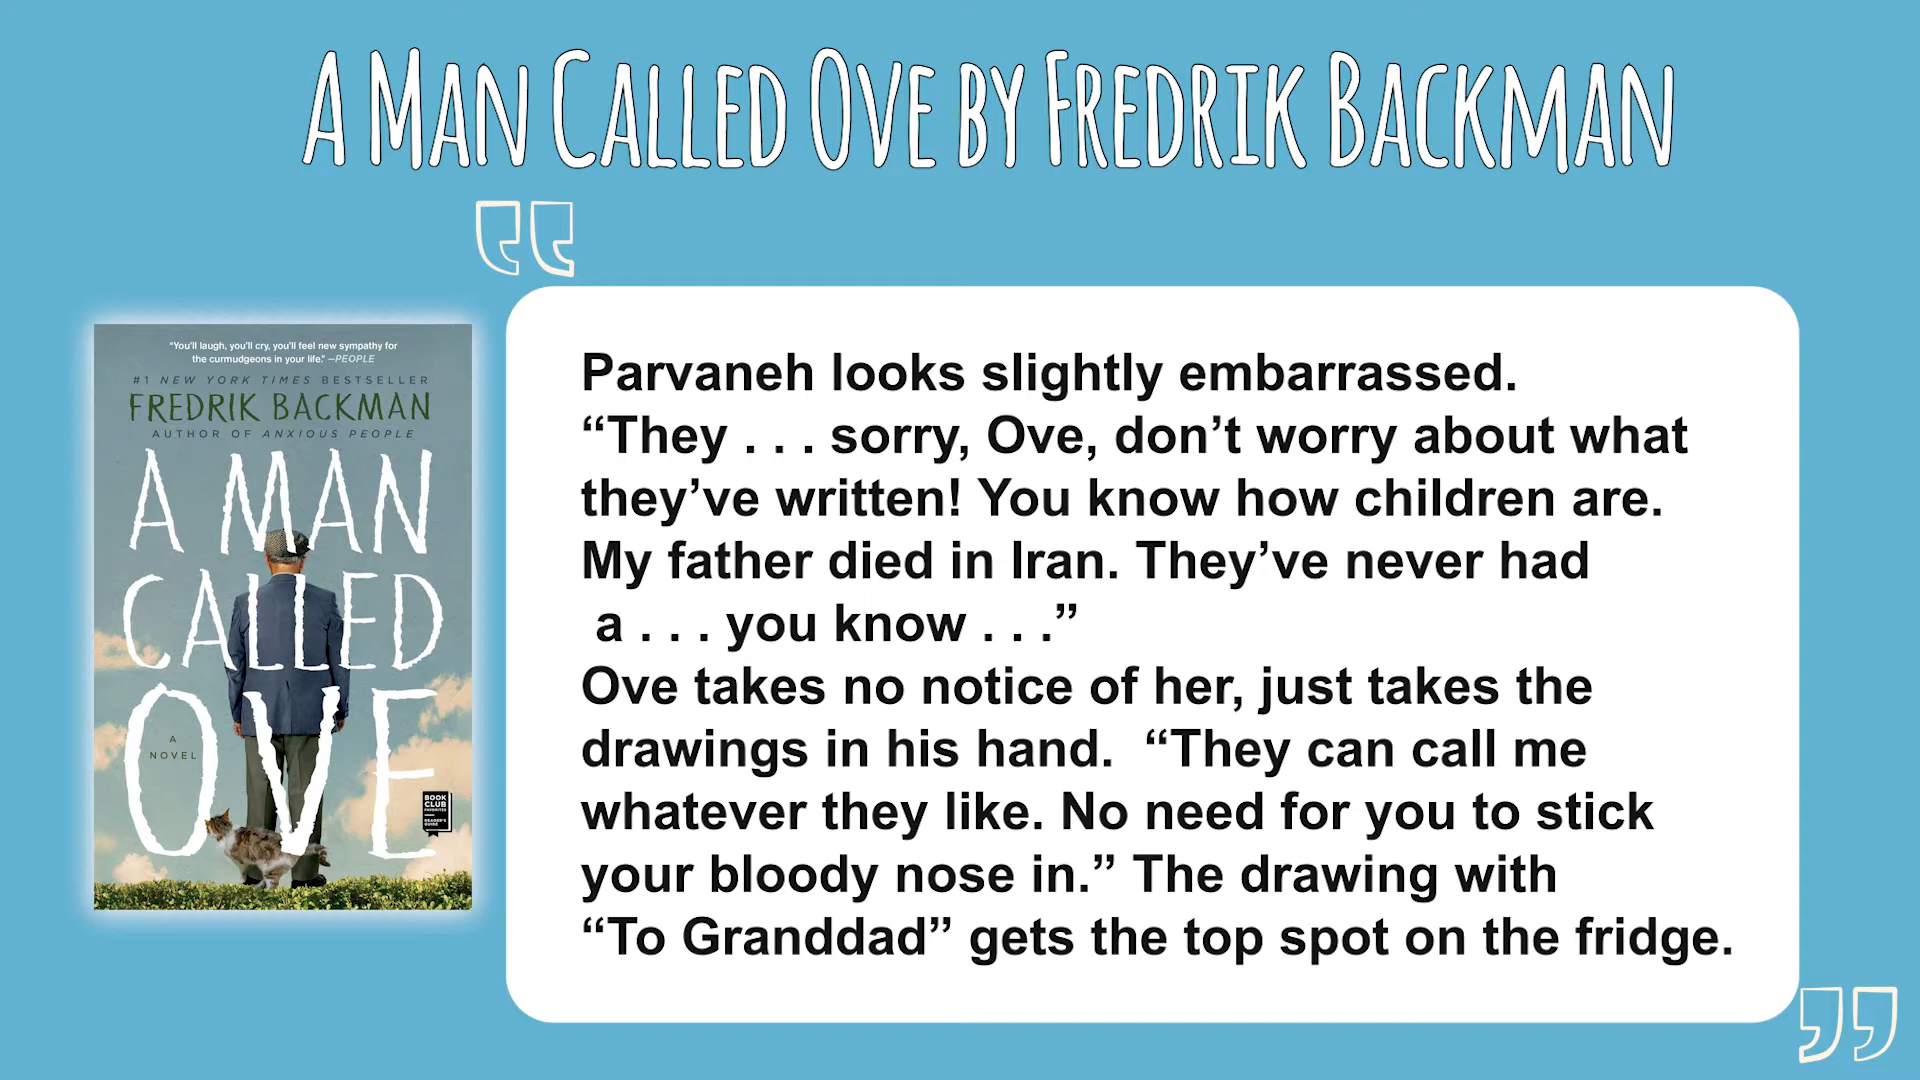 A MAN CALLED OVE BY FREDRIK BACKMAN
“You’ll laugh, you’ll cry, you’ll feel new sympathy for
the curmudgeons in your life.” —PEOPLE
#1 NEW YORK TIMES BESTSELLER
FREDRIK BACKMAN
AUTHOR OF ANXIOUS PEOPLE
A MAN
CALLED
OVE
A
NOVEL
BOOK
CLUB
FAVORITES
READER'S
GUIDE
“
Parvaneh looks slightly embarrassed.
“They . . . sorry, Ove, don’t worry about what
they’ve written! You know how children are.
My father died in Iran. They’ve never had
a . . . you know . . .”
Ove takes no notice of her, just takes the
drawings in his hand.  “They can call me
whatever they like. No need for you to stick
your bloody nose in.” The drawing with
“To Granddad” gets the top spot on the fridge.
”